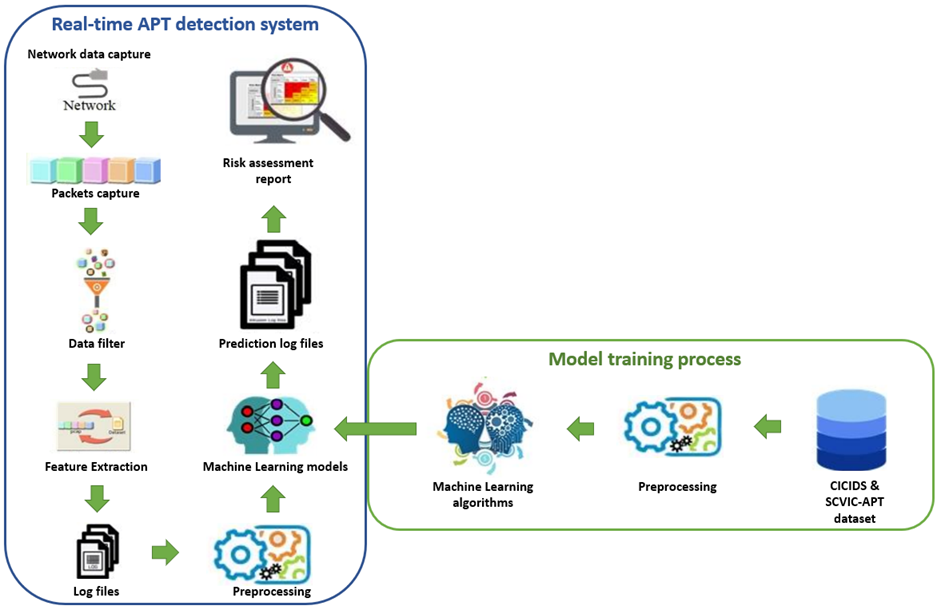 Real-time APT detection system
Network data capture
Network
Packets capture
Data filter
Feature Extraction
Log files
Preprocessing
Machine Learning models
Prediction log files
Risk assessment
report
Model training process
Machine Learning
algorithms
Preprocessing
CICIDS &
SCVIC-APT
dataset